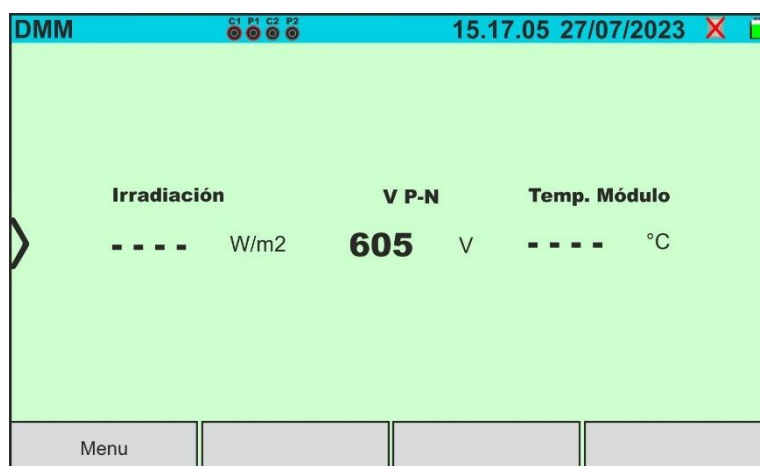 DMM C1 P1 C2 P2 15.17.05 27/07/2023
Irradiación V P-N Temp. Módulo
- - - - W/m2 605 V - - - - °C
Menu